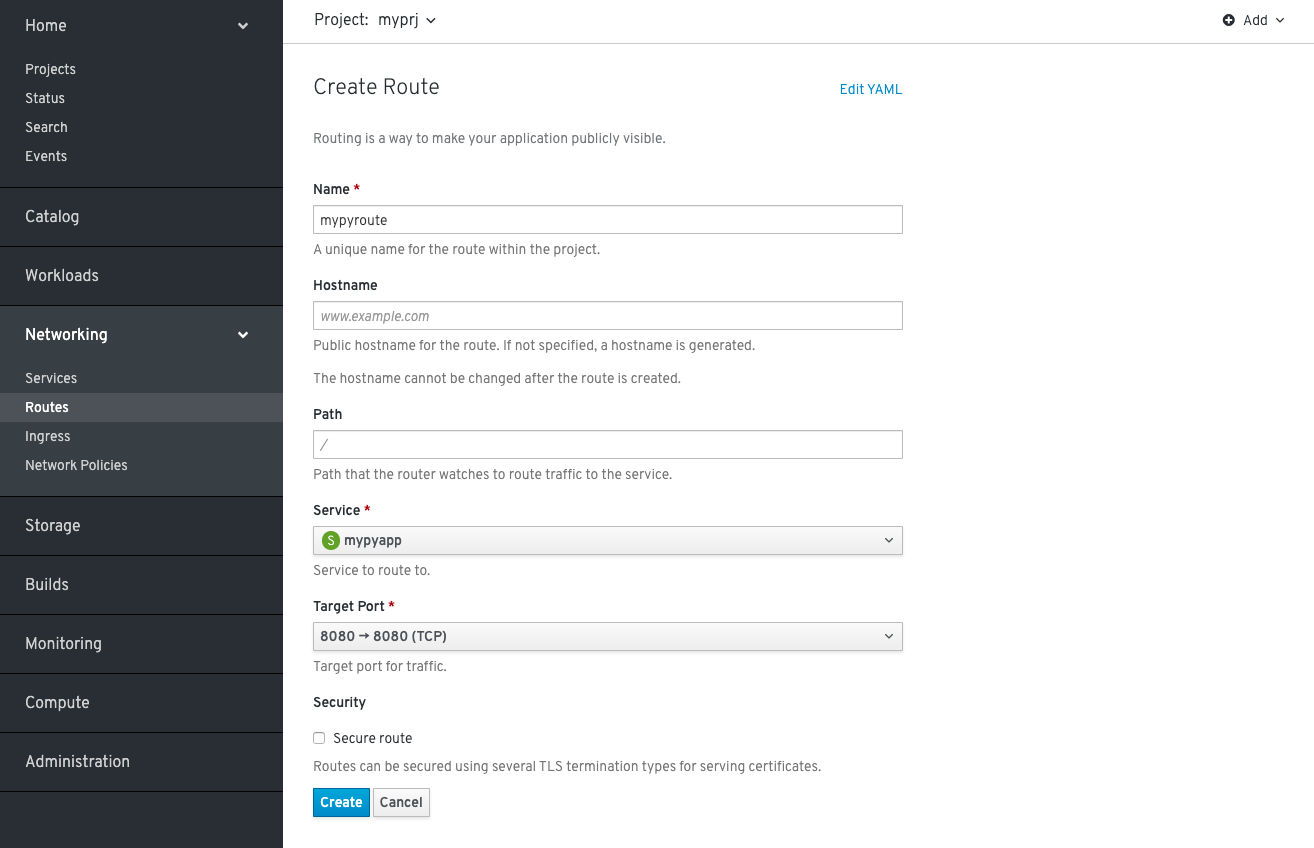 Home
Projects
Status
Search
Events
Catalog
Workloads
Networking
Services
Routes
Ingress
Network Policies
Storage
Builds
Monitoring
Compute
Administration
Project: myprj
Add
Create Route
Edit YAML
Routing is a way to make your application publicly visible.
Name *
mypyroute
A unique name for the route within the project.
Hostname
www.example.com
Public hostname for the route. If not specified, a hostname is generated.
The hostname cannot be changed after the route is created.
Path
/
Path that the router watches to route traffic to the service.
Service *
S mypyapp
Service to route to.
Target Port *
8080 → 8080 (TCP)
Target port for traffic.
Security
Secure route
Routes can be secured using several TLS termination types for serving certificates.
Create Cancel